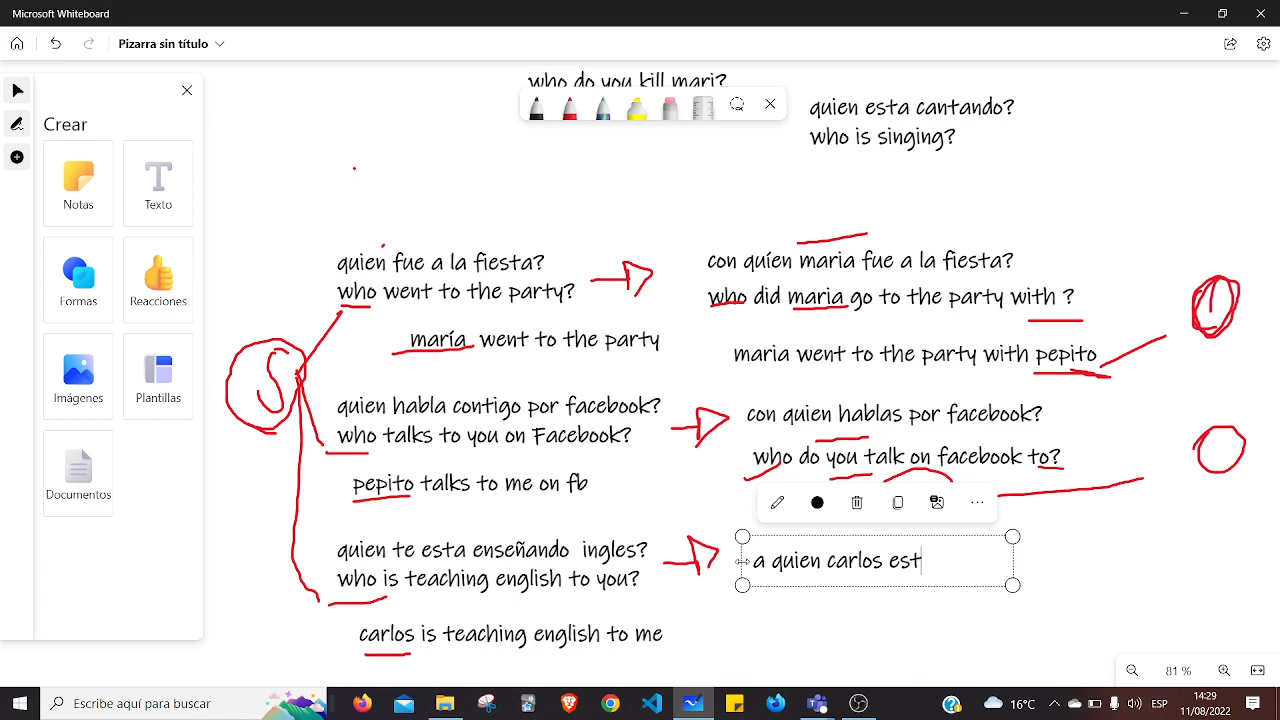 Microsoft Whiteboard
Pizarra sin título
Crear
Notas
Texto
Formas
Reacciones
Imágenes
Plantillas
Documentos
who do you kill mari?
quien esta cantando?
who is singing?
quien fue a la fiesta?
who went to the party?
maría went to the party
con quíen maria fue a la fiesta?
who did maria go to the party with ?
maria went to the party with pepito
S
quien habla contigo por facebook?
who talks to you on Facebook?
pepito talks to me on fb
con quien hablas por facebook?
who do you talk on facebook to?
quien te esta enseñando ingles?
who is teaching english to you?
carlos is teaching english to me
a quien carlos est
81 %
Escribe aquí para buscar
16°C
ESP
14:29
11/08/2022